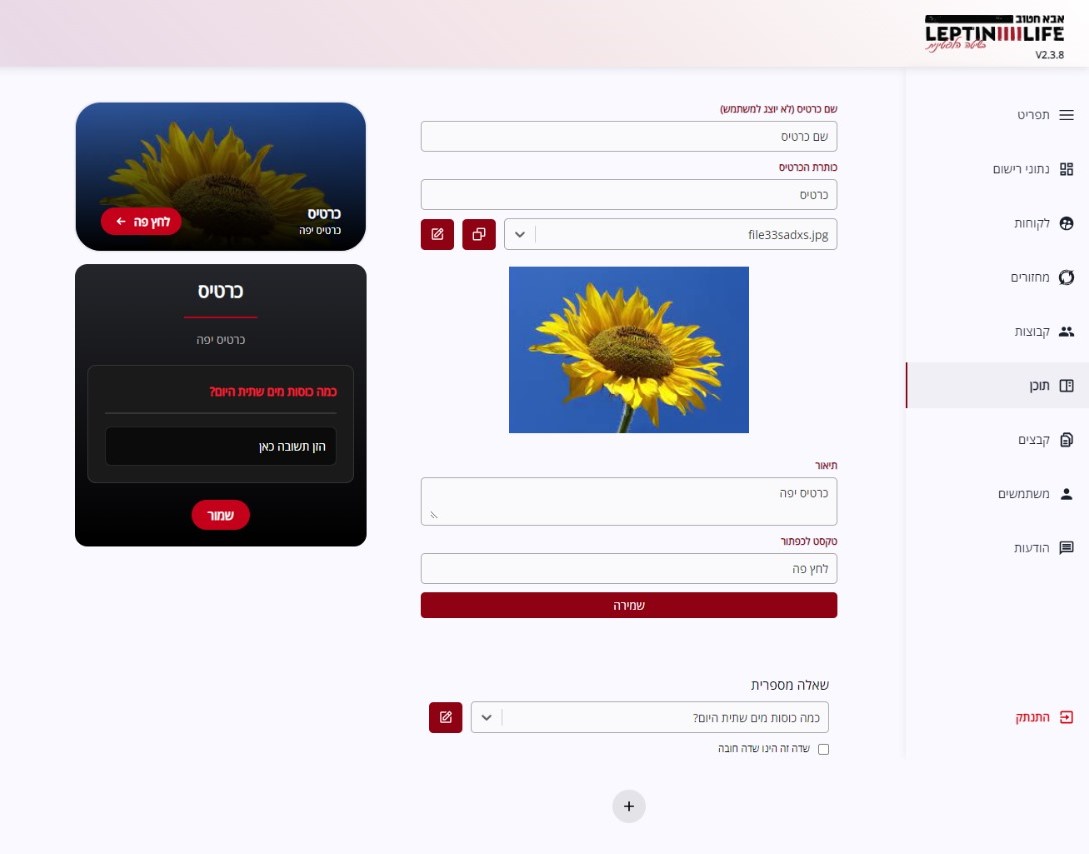 אבא חטוב
LEPTIN LIFE
בשיטה הלפטינית
V2.3.8
תפריט
נתוני רישום
לקוחות
מחזורים
קבוצות
תוכן
קבצים
משתמשים
הודעות
התנתק
שם כרטיס (לא יוצג למשתמש)
שם כרטיס
כותרת הכרטיס
כרטיס
file33sadxs.jpg
תיאור
כרטיס יפה
טקסט לכפתור
לחץ פה
שמירה
שאלה מספרית
כמה כוסות מים שתית היום?
שדה זה הינו שדה חובה
כרטיס
כרטיס יפה
לחץ פה
כרטיס
כרטיס יפה
כמה כוסות מים שתית היום?
הזן תשובה כאן
שמור